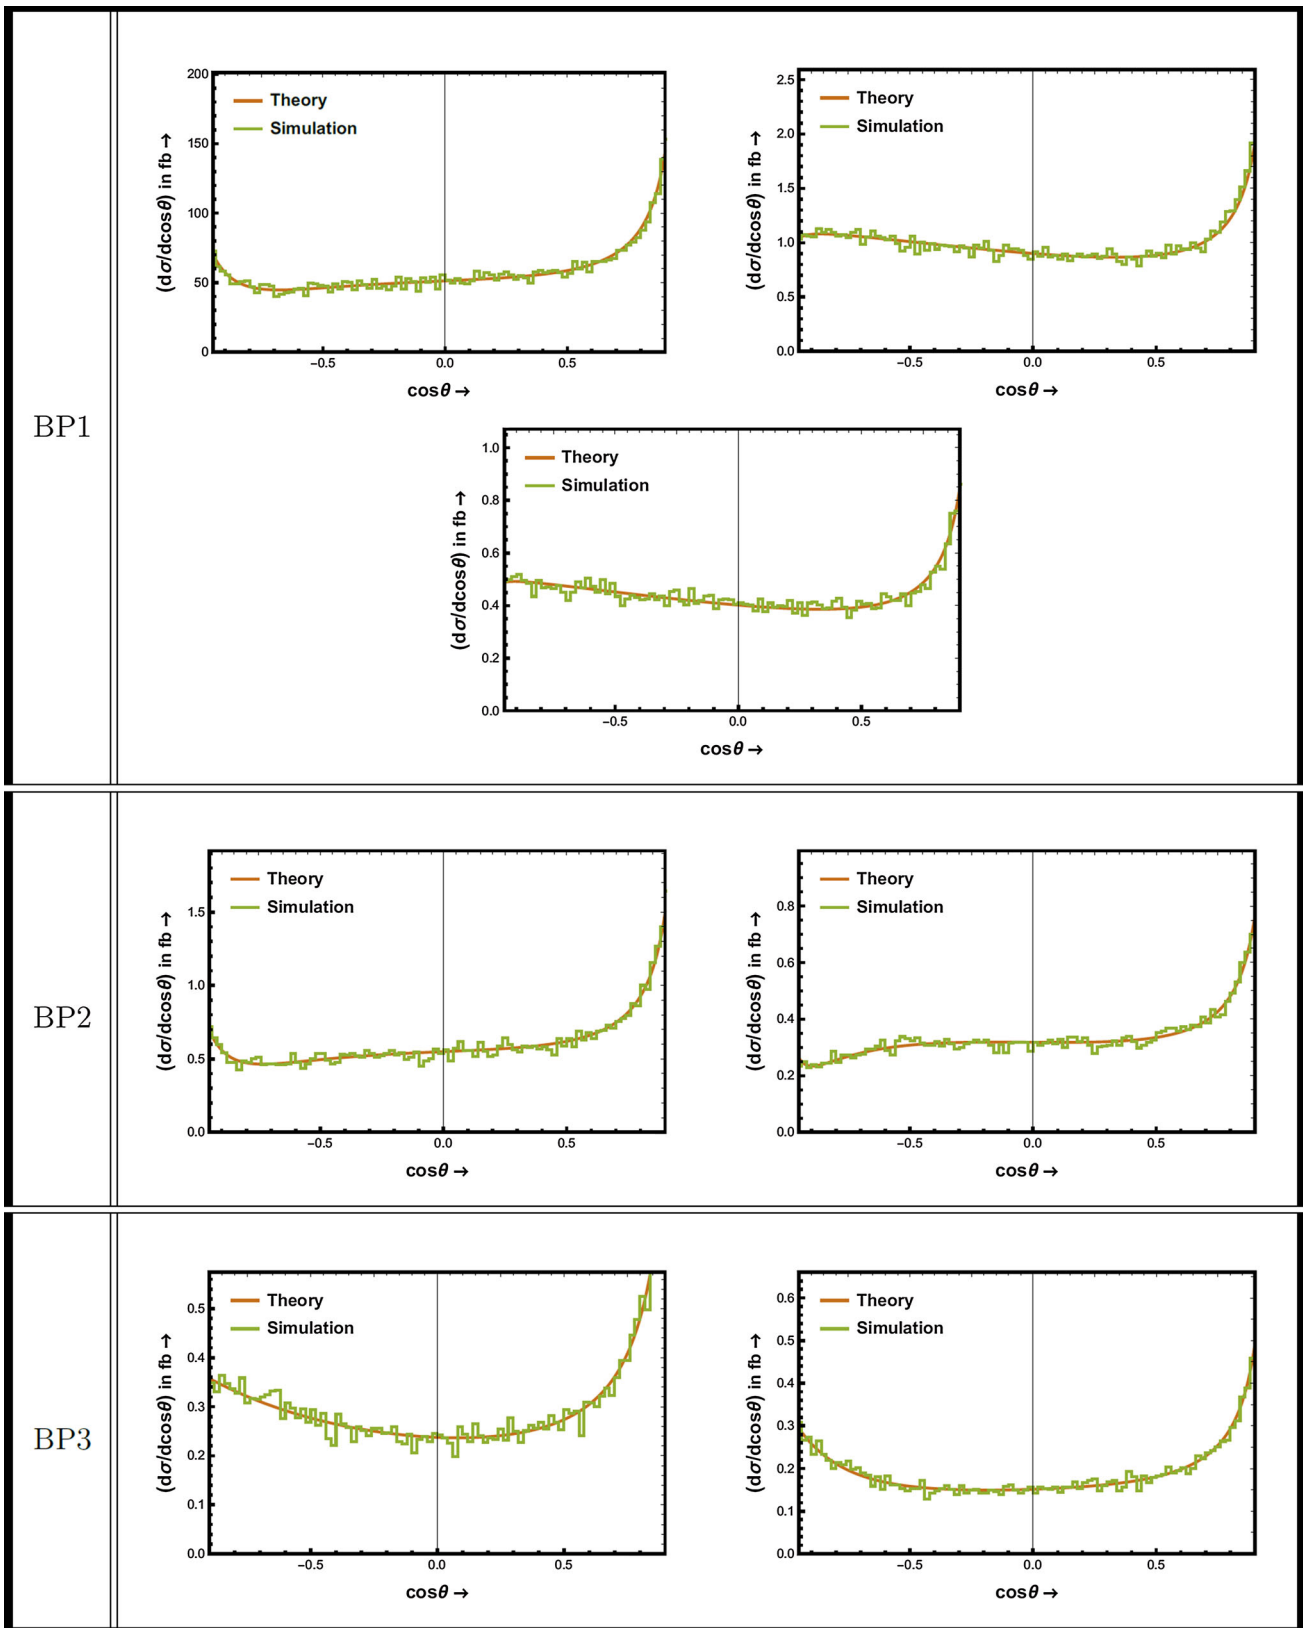 BP1
200
150
100
50
0
(dσ/dcosθ) in fb →
Theory
Simulation
−0.5 0.0 0.5
cosθ →
2.5
2.0
1.5
1.0
0.5
0.0
(dσ/dcosθ) in fb →
Theory
Simulation
−0.5 0.0 0.5
cosθ →
1.0
0.8
0.6
0.4
0.2
0.0
(dσ/dcosθ) in fb →
Theory
Simulation
−0.5 0.0 0.5
cosθ →
BP2
1.5
1.0
0.5
0.0
(dσ/dcosθ) in fb →
Theory
Simulation
−0.5 0.0 0.5
cosθ →
0.8
0.6
0.4
0.2
0.0
(dσ/dcosθ) in fb →
Theory
Simulation
−0.5 0.0 0.5
cosθ →
BP3
0.5
0.4
0.3
0.2
0.1
0.0
(dσ/dcosθ) in fb →
Theory
Simulation
−0.5 0.0 0.5
cosθ →
0.6
0.5
0.4
0.3
0.2
0.1
0.0
(dσ/dcosθ) in fb →
Theory
Simulation
−0.5 0.0 0.5
cosθ →